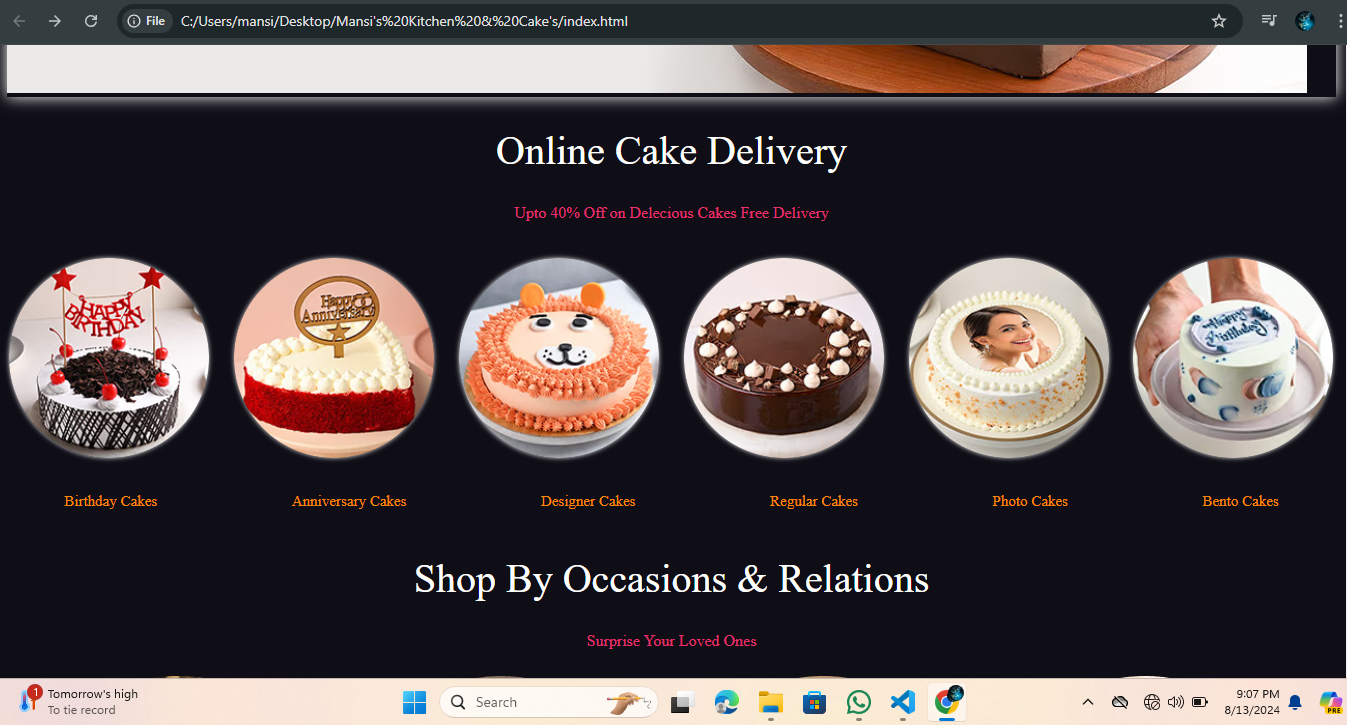 File C:/Users/mansi/Desktop/Mansi's%20Kitchen%20&%20Cake's/index.html
Online Cake Delivery
Upto 40% Off on Delecious Cakes Free Delivery
HAPPY
BIRTHDAY
Happy
Anniversary
Happy
Birthday
Birthday Cakes
Anniversary Cakes
Designer Cakes
Regular Cakes
Photo Cakes
Bento Cakes
Shop By Occasions & Relations
Surprise Your Loved Ones
1
Tomorrow's high
To tie record
Search
9:07 PM
8/13/2024
PRE